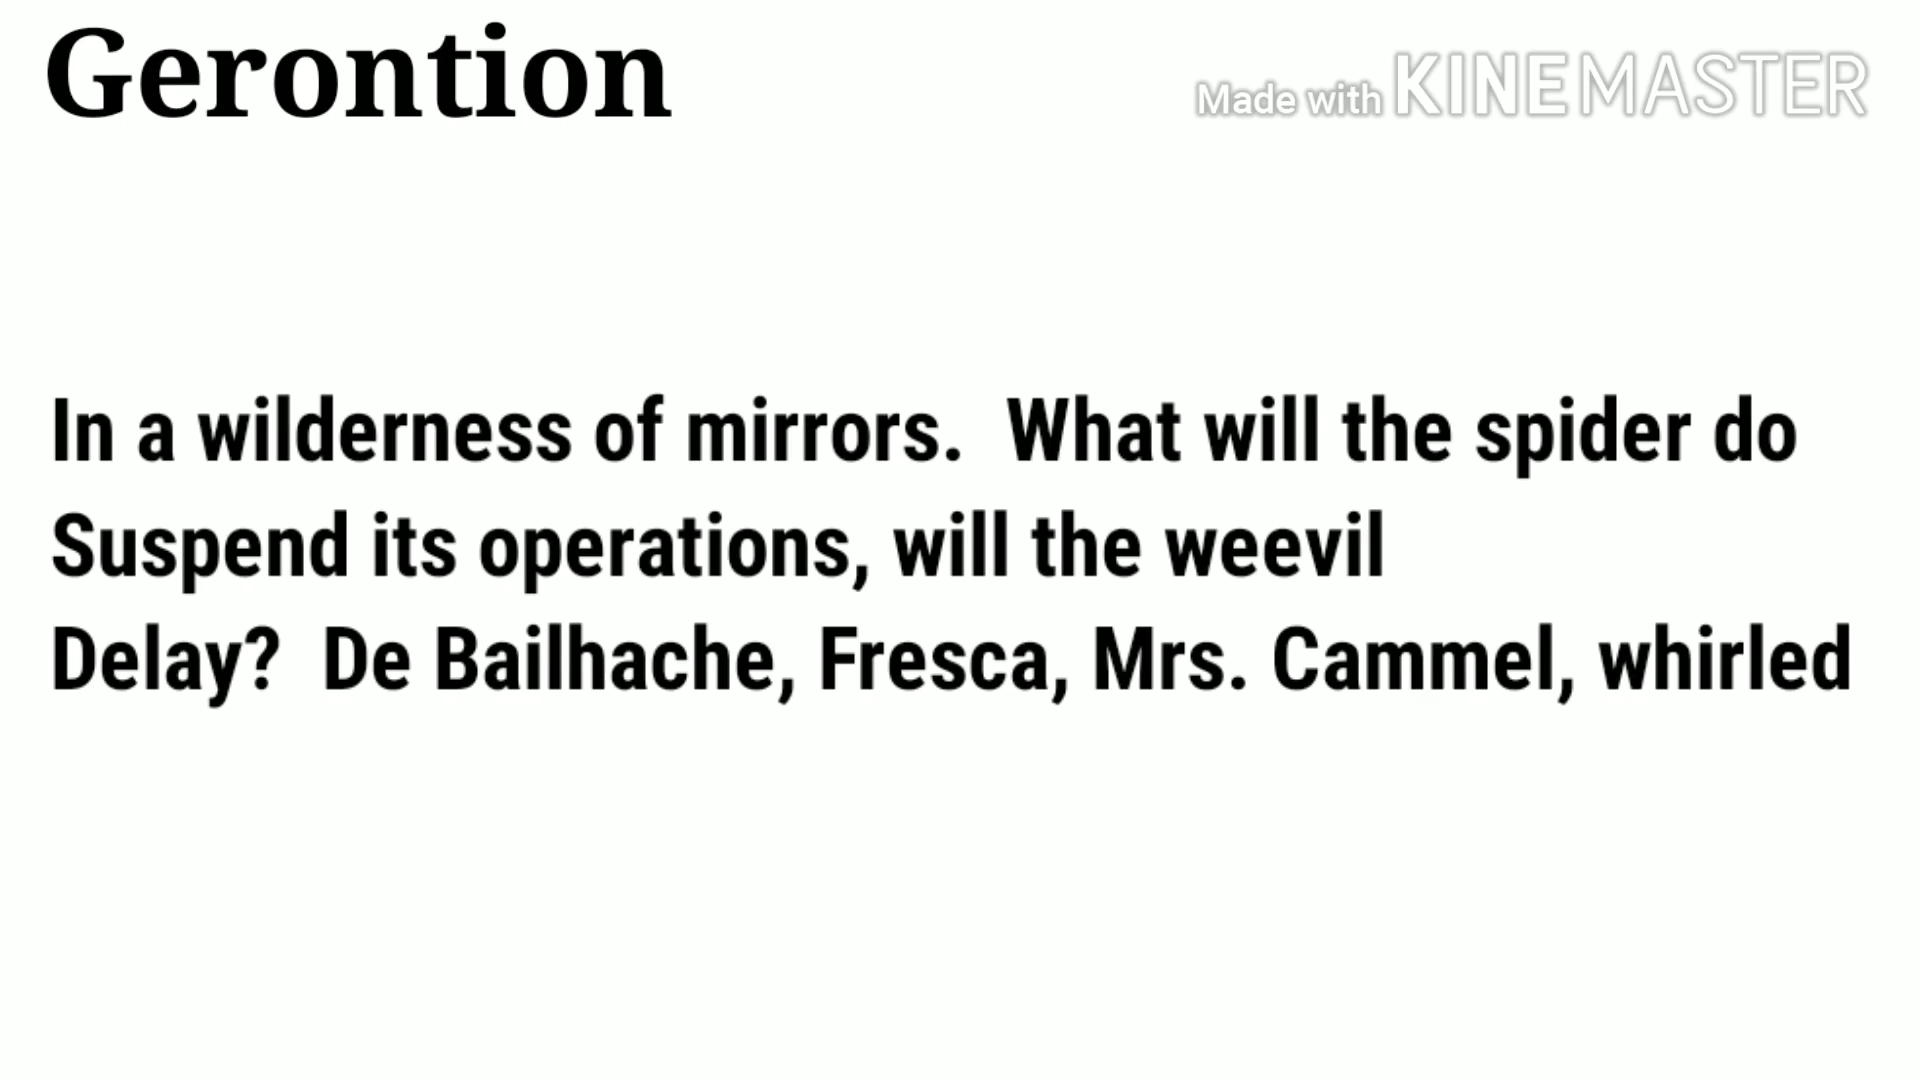 Gerontion
Made with KINEMASTER
In a wilderness of mirrors.  What will the spider do
Suspend its operations, will the weevil
Delay?  De Bailhache, Fresca, Mrs. Cammel, whirled